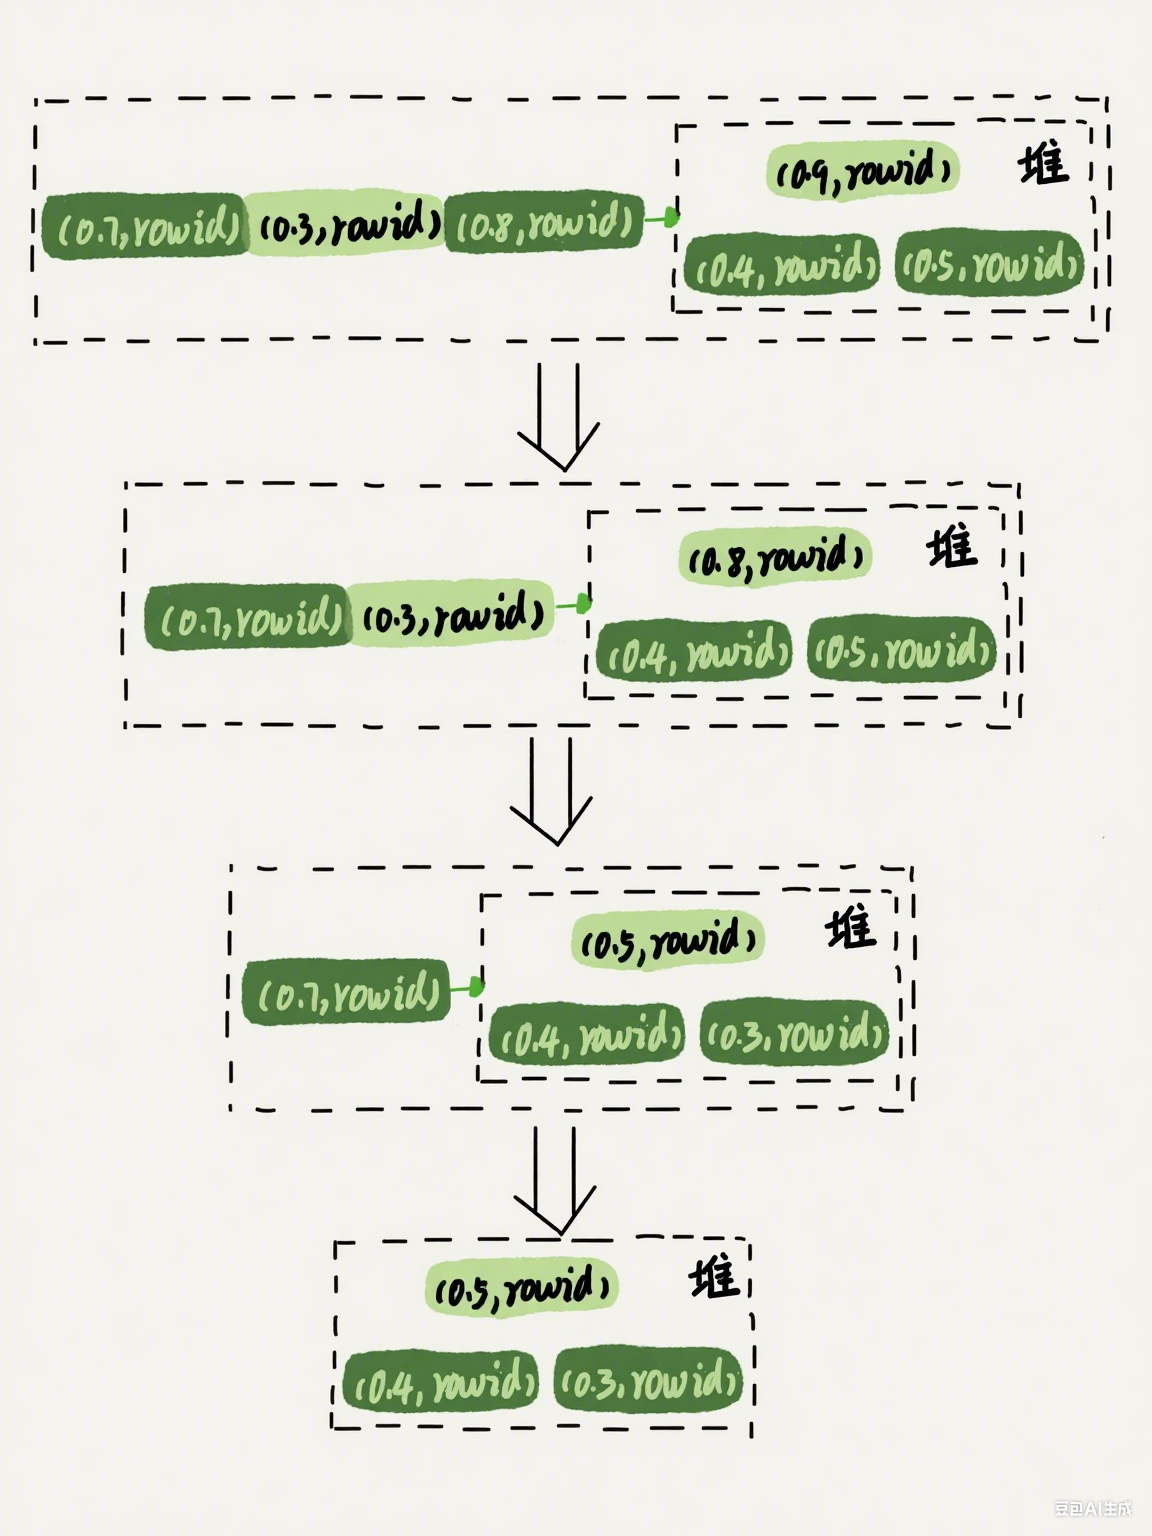 (0.9,rowid) 堆
(0.7,rowid) (0.3,rowid) (0.8,rowid)
(0.4,rowid) (0.5,rowid)
(0.8,rowid) 堆
(0.7,rowid) (0.3,rowid)
(0.4,rowid) (0.5,rowid)
(0.5,rowid) 堆
(0.7,rowid)
(0.4,rowid) (0.3,rowid)
(0.5,rowid) 堆
(0.4,rowid) (0.3,rowid)
豆包AI生成